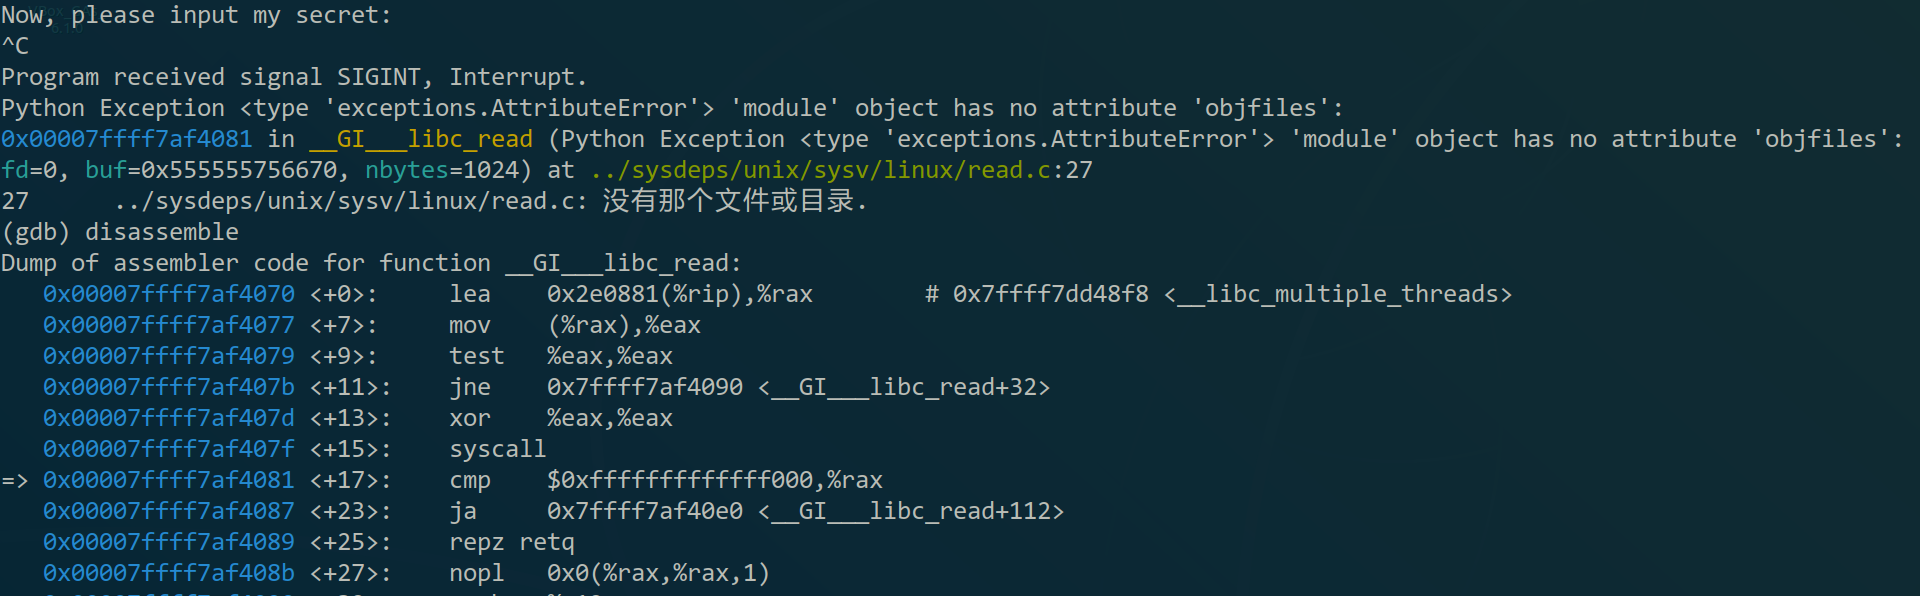 Now, please input my secret:
^C
Program received signal SIGINT, Interrupt.
Python Exception <type 'exceptions.AttributeError'> 'module' object has no attribute 'objfiles':
0x00007ffff7af4081 in __GI___libc_read (Python Exception <type 'exceptions.AttributeError'> 'module' object has no attribute 'objfiles':
fd=0, buf=0x555555756670, nbytes=1024) at ../sysdeps/unix/sysv/linux/read.c:27
27      ../sysdeps/unix/sysv/linux/read.c: 没有那个文件或目录.
(gdb) disassemble
Dump of assembler code for function __GI___libc_read:
   0x00007ffff7af4070 <+0>:     lea    0x2e0881(%rip),%rax        # 0x7ffff7dd48f8 <__libc_multiple_threads>
   0x00007ffff7af4077 <+7>:     mov    (%rax),%eax
   0x00007ffff7af4079 <+9>:     test   %eax,%eax
   0x00007ffff7af407b <+11>:    jne    0x7ffff7af4090 <__GI___libc_read+32>
   0x00007ffff7af407d <+13>:    xor    %eax,%eax
   0x00007ffff7af407f <+15>:    syscall
=> 0x00007ffff7af4081 <+17>:    cmp    $0xfffffffffffff000,%rax
   0x00007ffff7af4087 <+23>:    ja     0x7ffff7af40e0 <__GI___libc_read+112>
   0x00007ffff7af4089 <+25>:    repz retq
   0x00007ffff7af408b <+27>:    nopl   0x0(%rax,%rax,1)